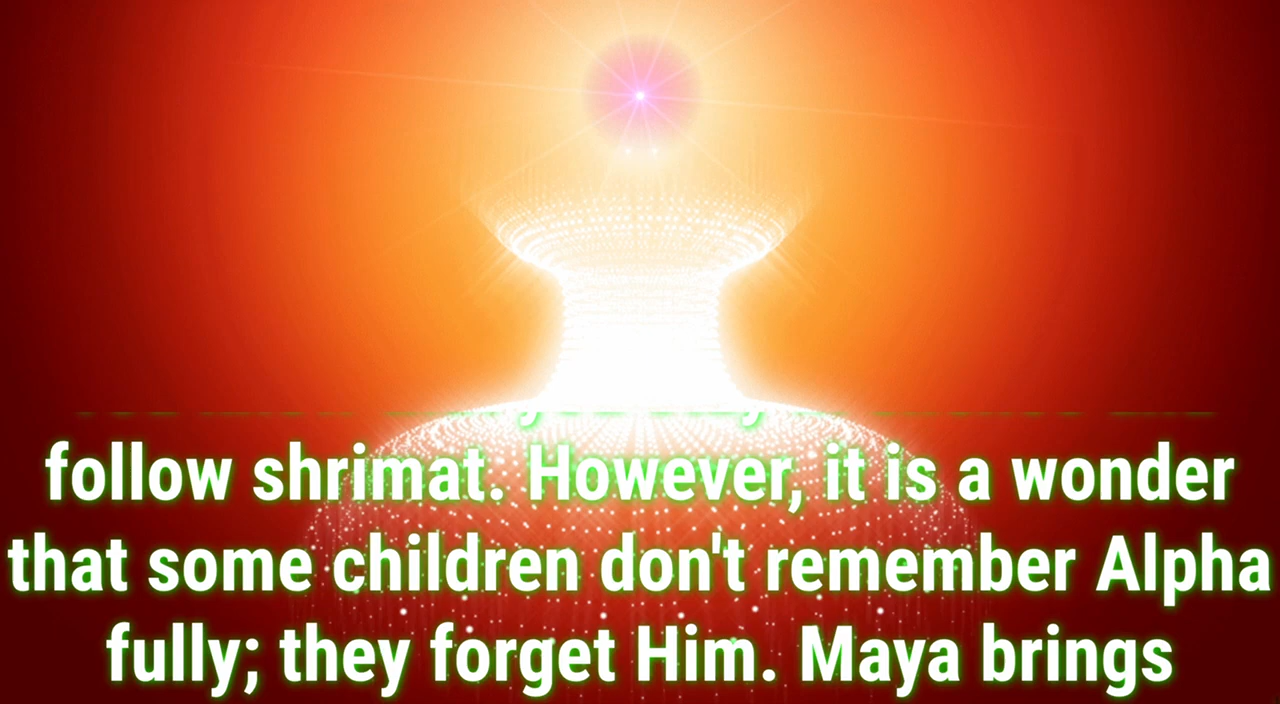 follow shrimat. However, it is a wonder
that some children don't remember Alpha
fully; they forget Him. Maya brings